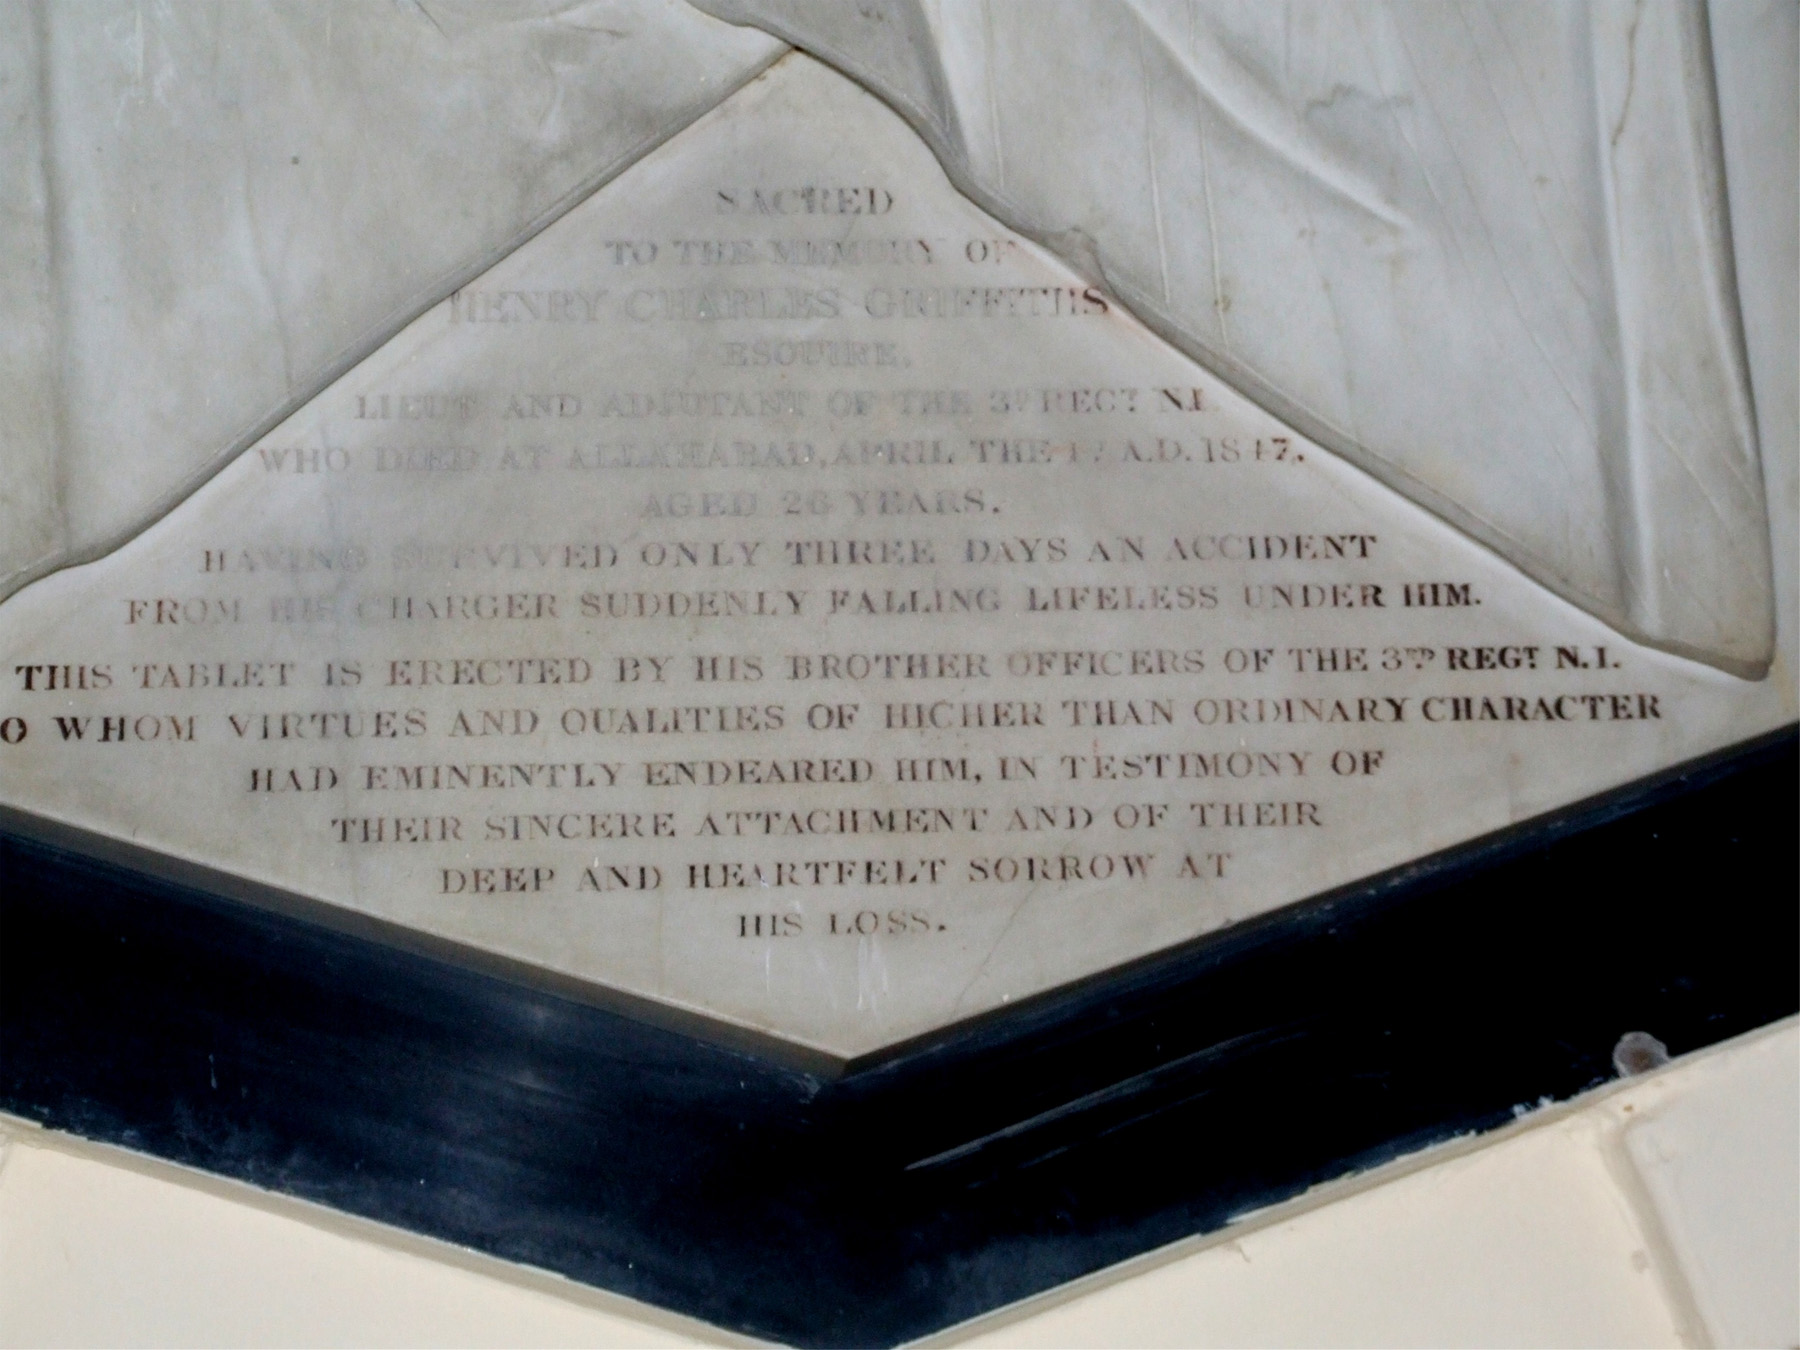 SACRED
TO THE MEMORY OF
HENRY CHARLES GRIFFITHS
ESQUIRE.
LIEUT AND ADJUTANT OF THE 3D REGT N.I.
WHO DIED AT ALLAHABAD, APRIL THE A.D. 1847,
AGED 26 YEARS.
HAVING SURVIVED ONLY THREE DAYS AN ACCIDENT
FROM HIS CHARGER SUDDENLY FALLING LIFELESS UNDER HIM.
THIS TABLET IS ERECTED BY HIS BROTHER OFFICERS OF THE 3RD REGT N.I.
O WHOM VIRTUES AND QUALITIES OF HIGHER THAN ORDINARY CHARACTER
HAD EMINENTLY ENDEARED HIM, IN TESTIMONY OF
THEIR SINCERE ATTACHMENT AND OF THEIR
DEEP AND HEARTFELT SORROW AT
HIS LOSS.